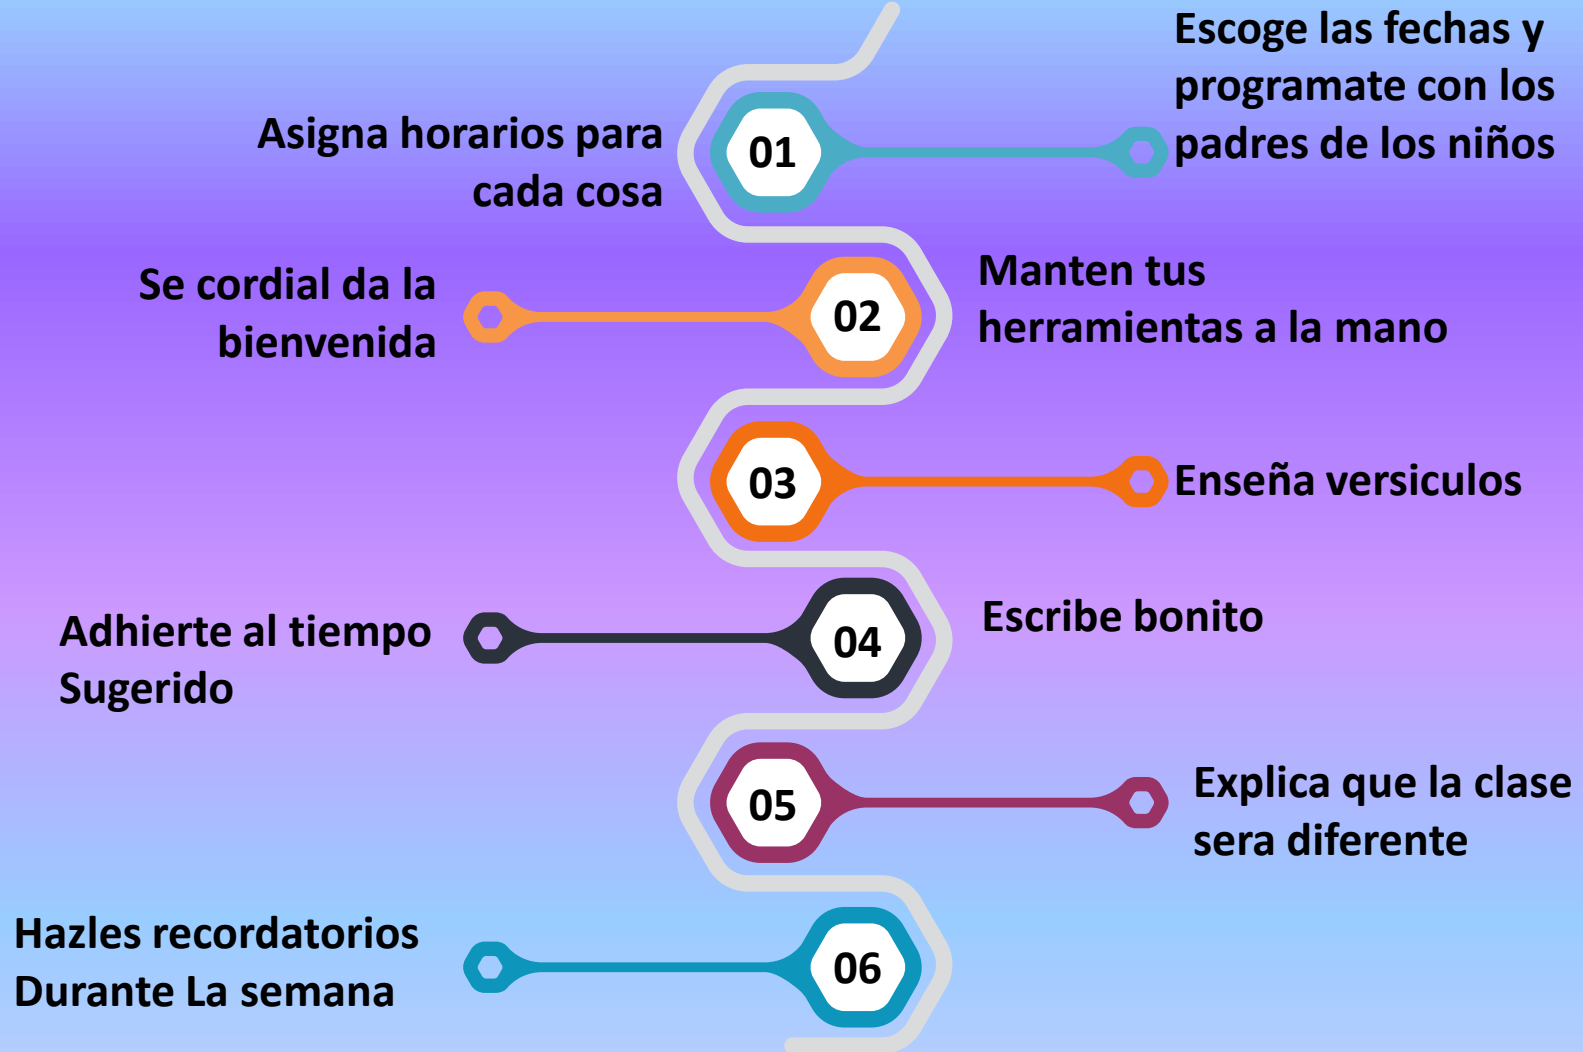 Escoge las fechas y
programate con los
padres de los niños
Asigna horarios para
cada cosa
01
Se cordial da la
bienvenida
02
Manten tus
herramientas a la mano
03
Enseña versiculos
Adhierte al tiempo
Sugerido
04
Escribe bonito
05
Explica que la clase
sera diferente
Hazles recordatorios
Durante La semana
06